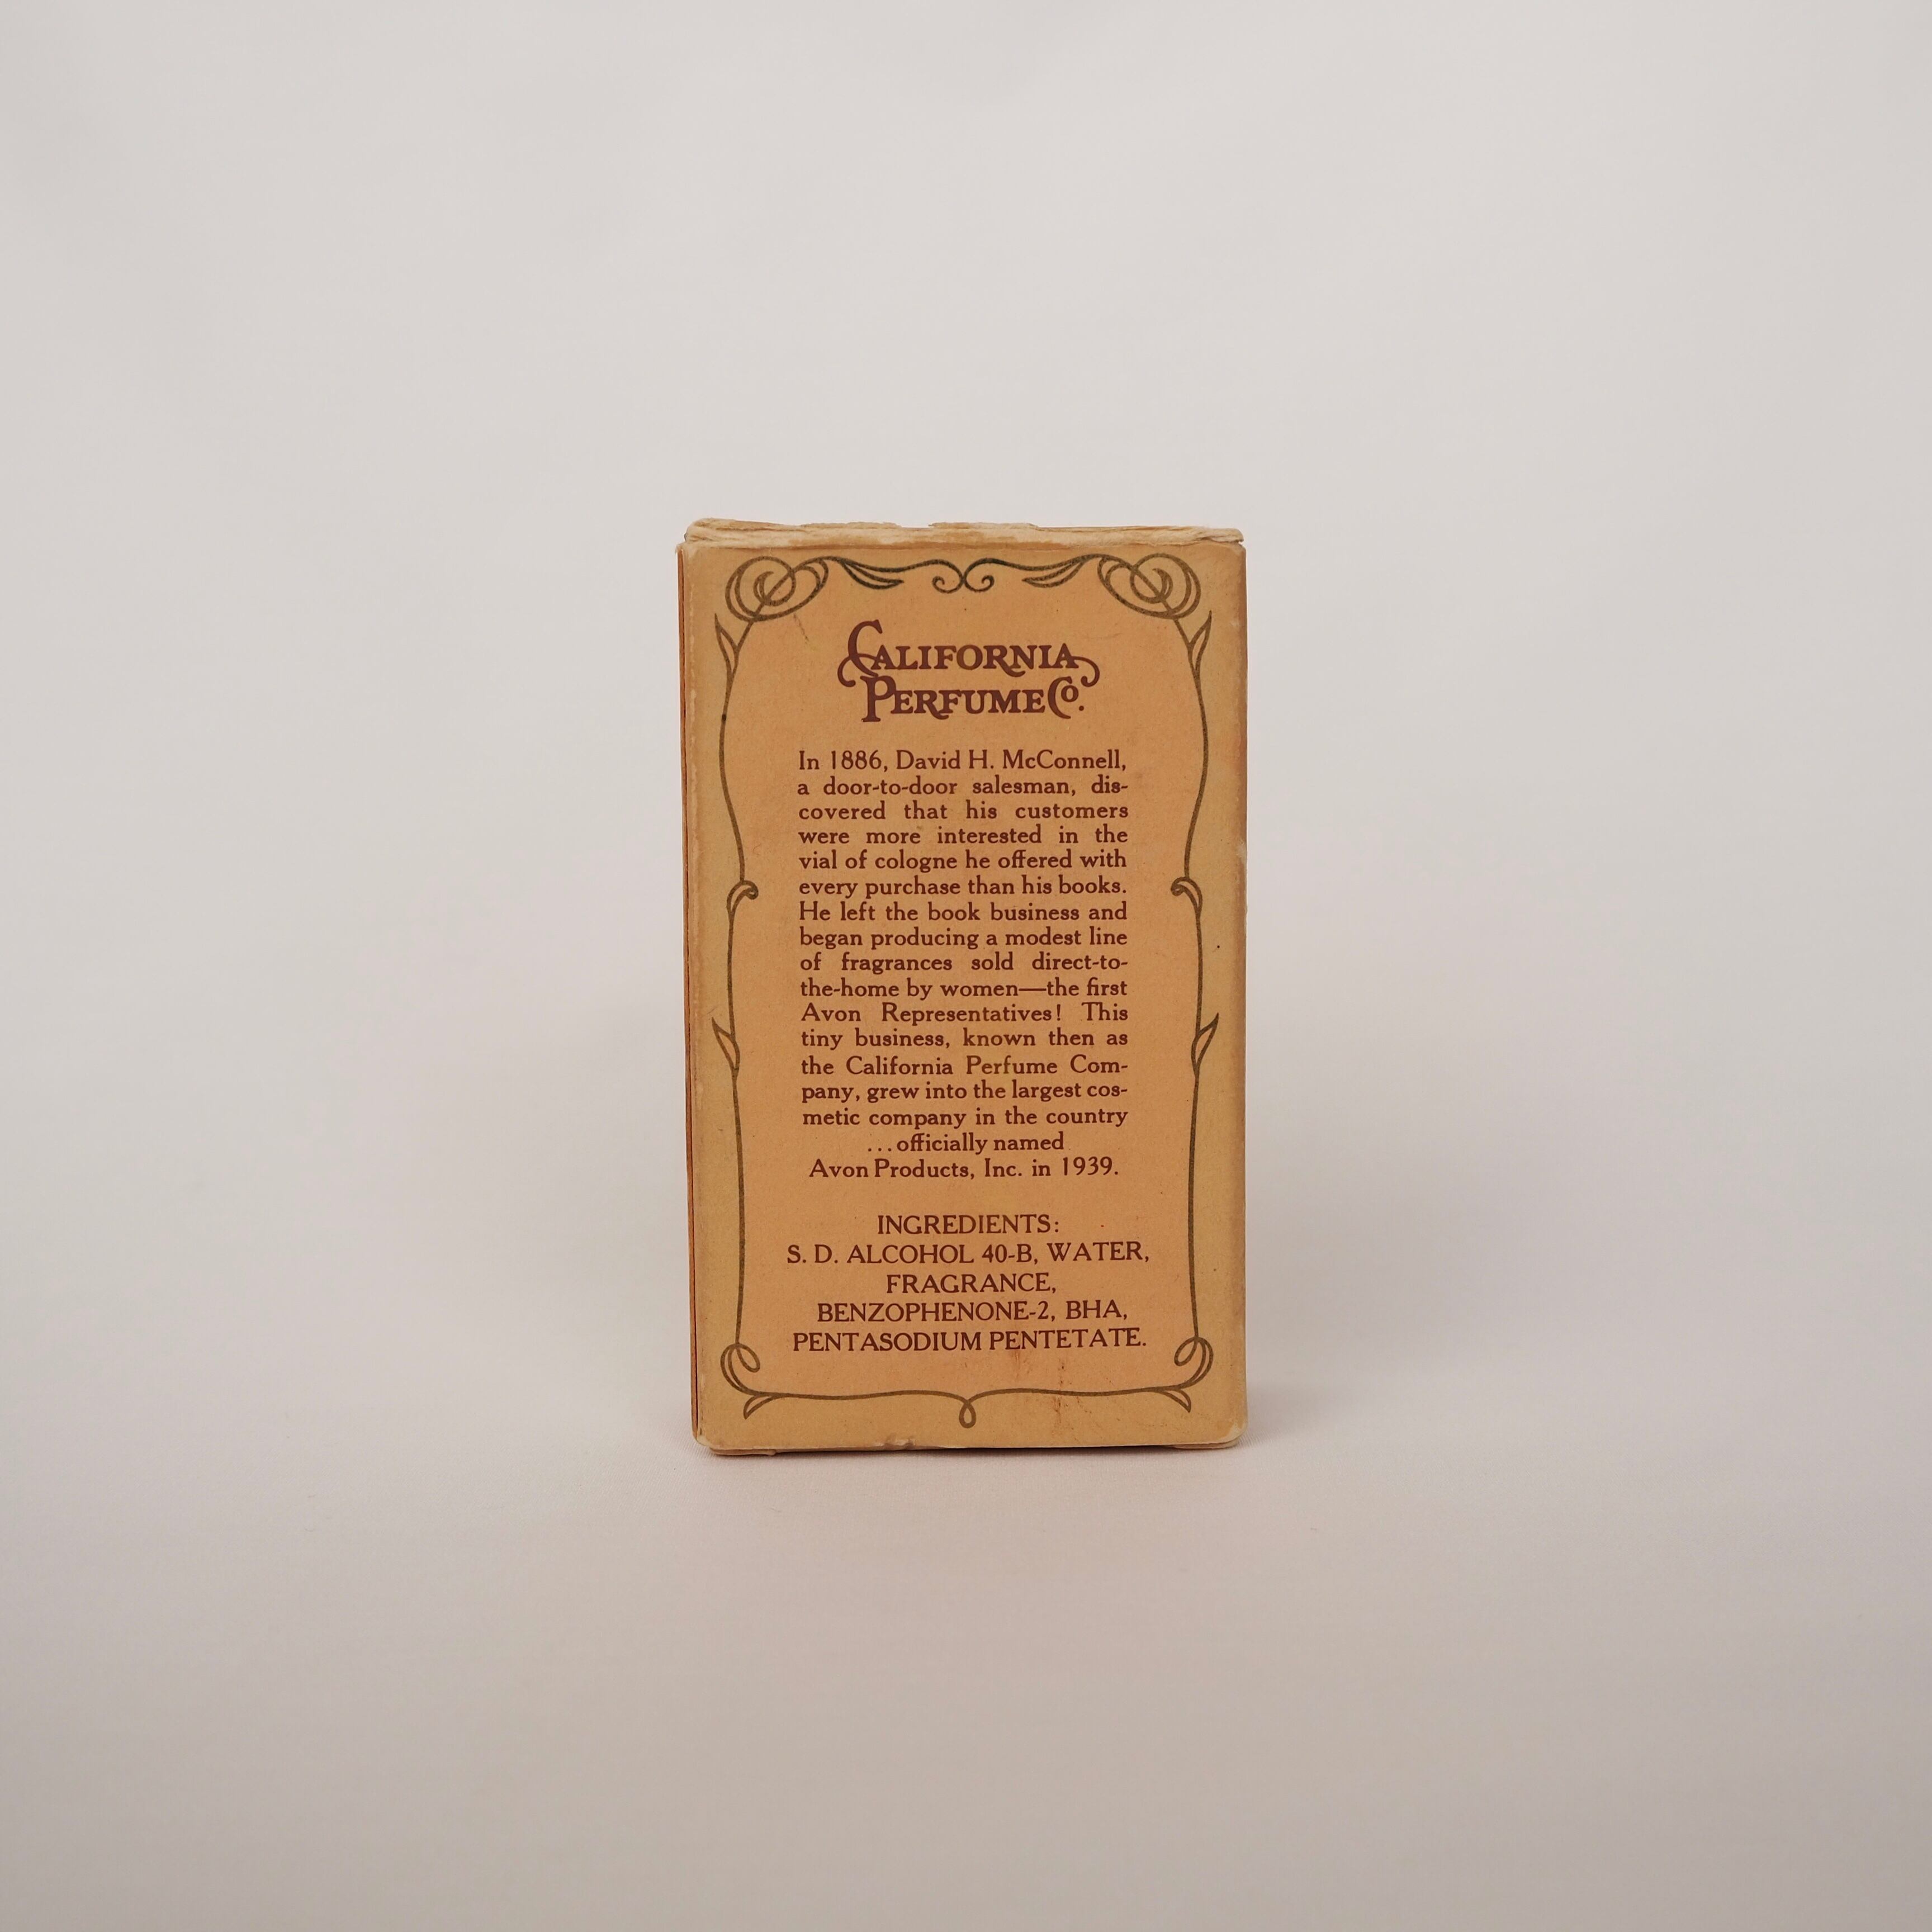 CALIFORNIA
PERFUME CO.
In 1886, David H. McConnell,
a door-to-door salesman, dis-
covered that his customers
were more interested in the
vial of cologne he offered with
every purchase than his books.
He left the book business and
began producing a modest line
of fragrances sold direct-to-
the-home by women—the first
Avon Representatives! This
tiny business, known then as
the California Perfume Com-
pany, grew into the largest cos-
metic company in the country
...officially named
Avon Products, Inc. in 1939.
INGREDIENTS:
S. D. ALCOHOL 40-B, WATER,
FRAGRANCE,
BENZOPHENONE-2, BHA,
PENTASODIUM PENTETATE.